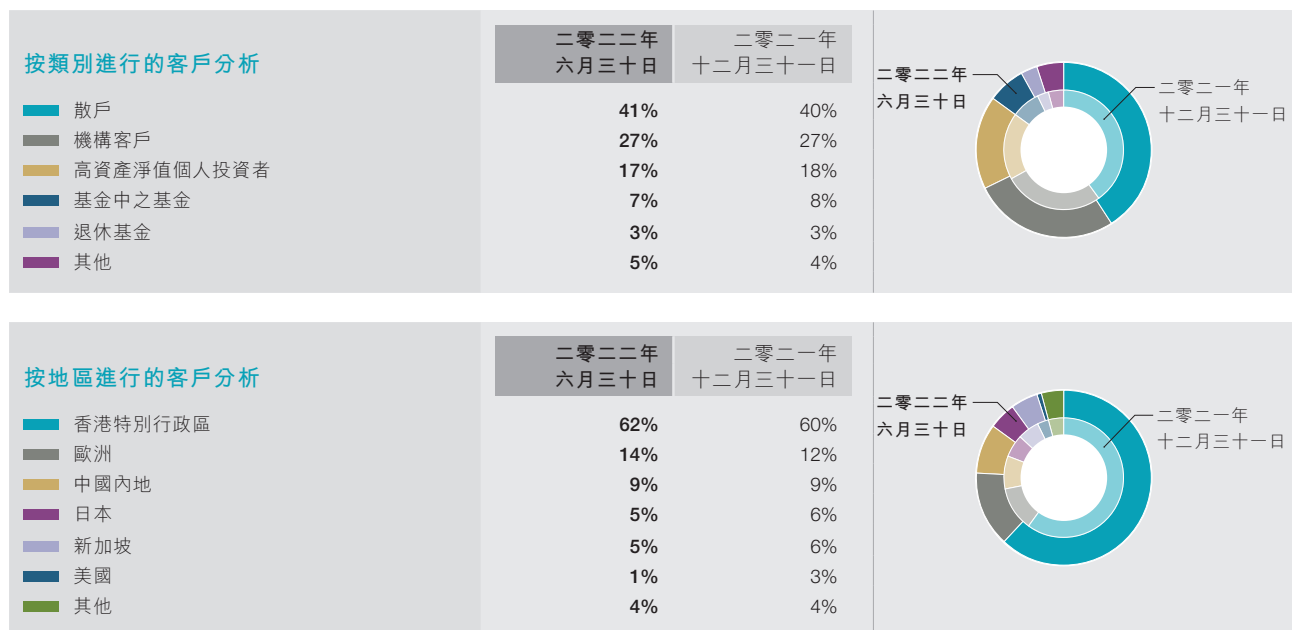 二零二二年 二零二一年
按類別進行的客戶分析 六月三十日 十二月三十一日
散戶 41% 40%
機構客戶 27% 27%
高資產淨值個人投資者 17% 18%
基金中之基金 7% 8%
退休基金 3% 3%
其他 5% 4%
二零二二年
六月三十日
二零二一年
十二月三十一日
二零二二年 二零二一年
按地區進行的客戶分析 六月三十日 十二月三十一日
香港特別行政區 62% 60%
歐洲 14% 12%
中國內地 9% 9%
日本 5% 6%
新加坡 5% 6%
美國 1% 3%
其他 4% 4%
二零二二年
六月三十日
二零二一年
十二月三十一日